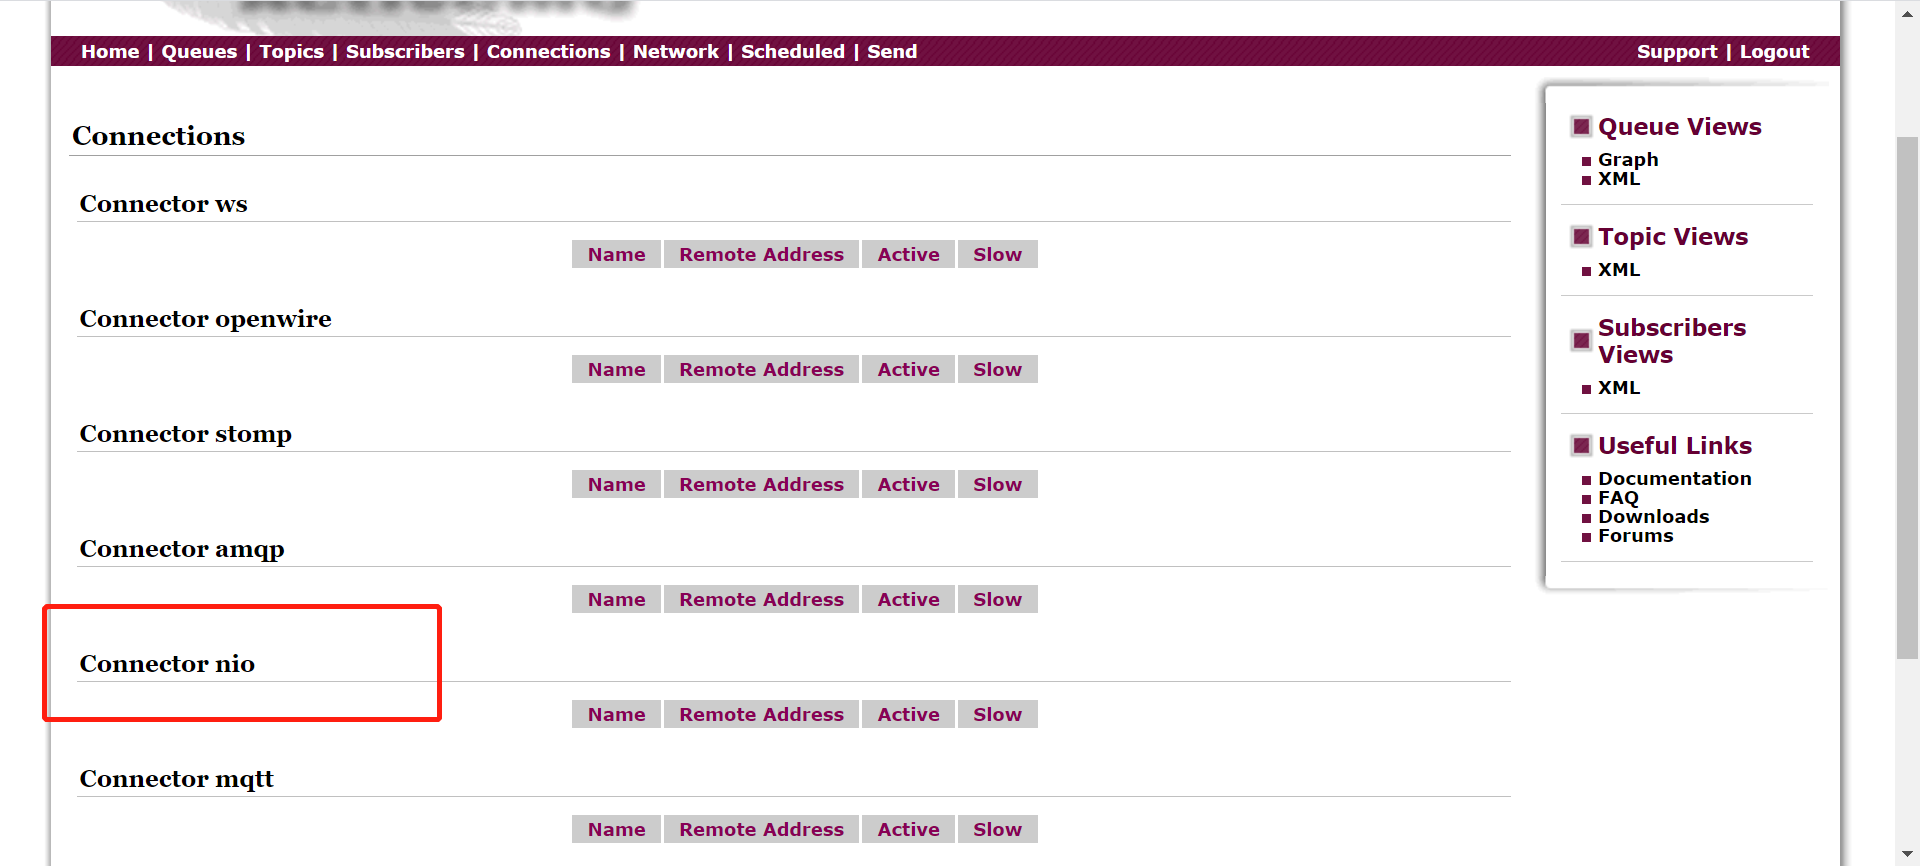 Home | Queues | Topics | Subscribers | Connections | Network | Scheduled | Send
Support | Logout
Connections
Connector ws
Name Remote Address Active Slow
Connector openwire
Name Remote Address Active Slow
Connector stomp
Name Remote Address Active Slow
Connector amqp
Name Remote Address Active Slow
Connector nio
Name Remote Address Active Slow
Connector mqtt
Name Remote Address Active Slow
Queue Views
Graph
XML
Topic Views
XML
Subscribers
Views
XML
Useful Links
Documentation
FAQ
Downloads
Forums